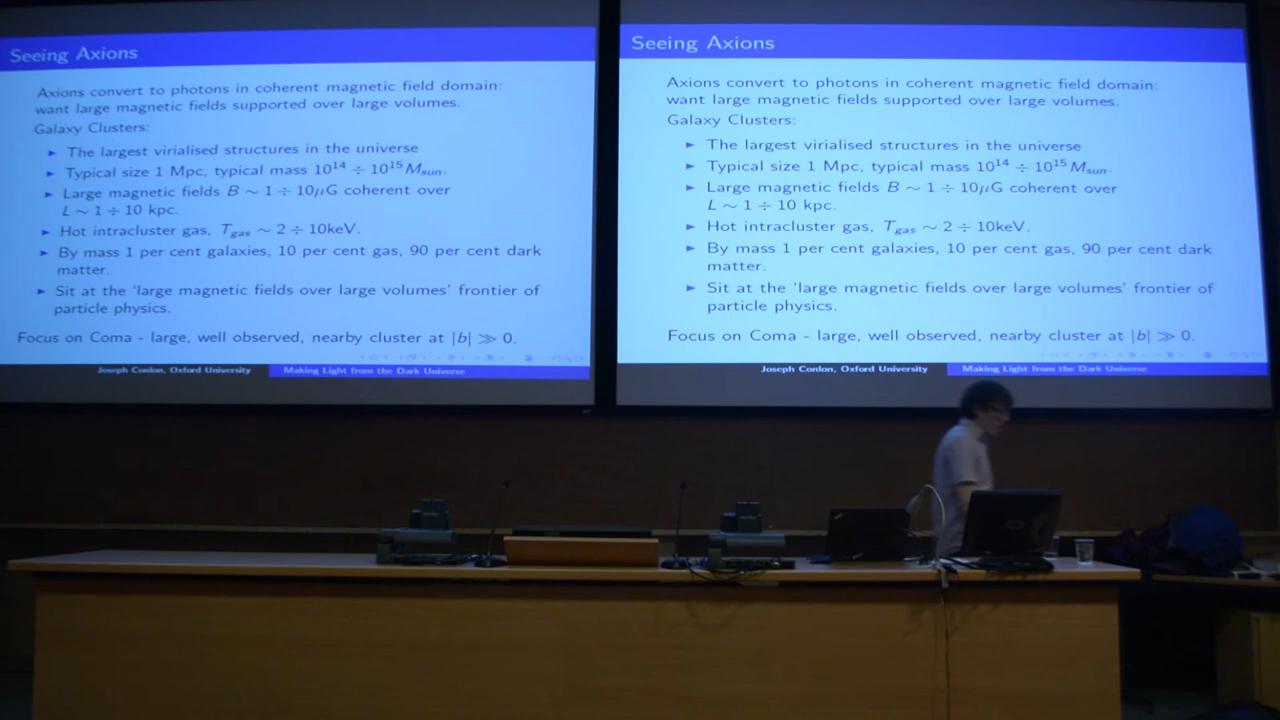 Seeing Axions
Axions convert to photons in coherent magnetic field domain:
want large magnetic fields supported over large volumes.
Galaxy Clusters:
► The largest virialised structures in the universe
► Typical size 1 Mpc, typical mass 10¹⁴ ÷ 10¹⁵ M_sun.
► Large magnetic fields B ∼ 1 ÷ 10μG coherent over
L ∼ 1 ÷ 10 kpc.
► Hot intracluster gas, T_gas ∼ 2 ÷ 10keV.
► By mass 1 per cent galaxies, 10 per cent gas, 90 per cent dark
matter.
► Sit at the 'large magnetic fields over large volumes' frontier of
particle physics.
Focus on Coma - large, well observed, nearby cluster at |b| ≫ 0.
Joseph Conlon, Oxford University
Making Light from the Dark Universe
Seeing Axions
Axions convert to photons in coherent magnetic field domain:
want large magnetic fields supported over large volumes.
Galaxy Clusters:
► The largest virialised structures in the universe
► Typical size 1 Mpc, typical mass 10¹⁴ ÷ 10¹⁵ M_sun.
► Large magnetic fields B ∼ 1 ÷ 10μG coherent over
L ∼ 1 ÷ 10 kpc.
► Hot intracluster gas, T_gas ∼ 2 ÷ 10keV.
► By mass 1 per cent galaxies, 10 per cent gas, 90 per cent dark
matter.
► Sit at the 'large magnetic fields over large volumes' frontier of
particle physics.
Focus on Coma - large, well observed, nearby cluster at |b| ≫ 0.
Joseph Conlon, Oxford University
Making Light from the Dark Universe